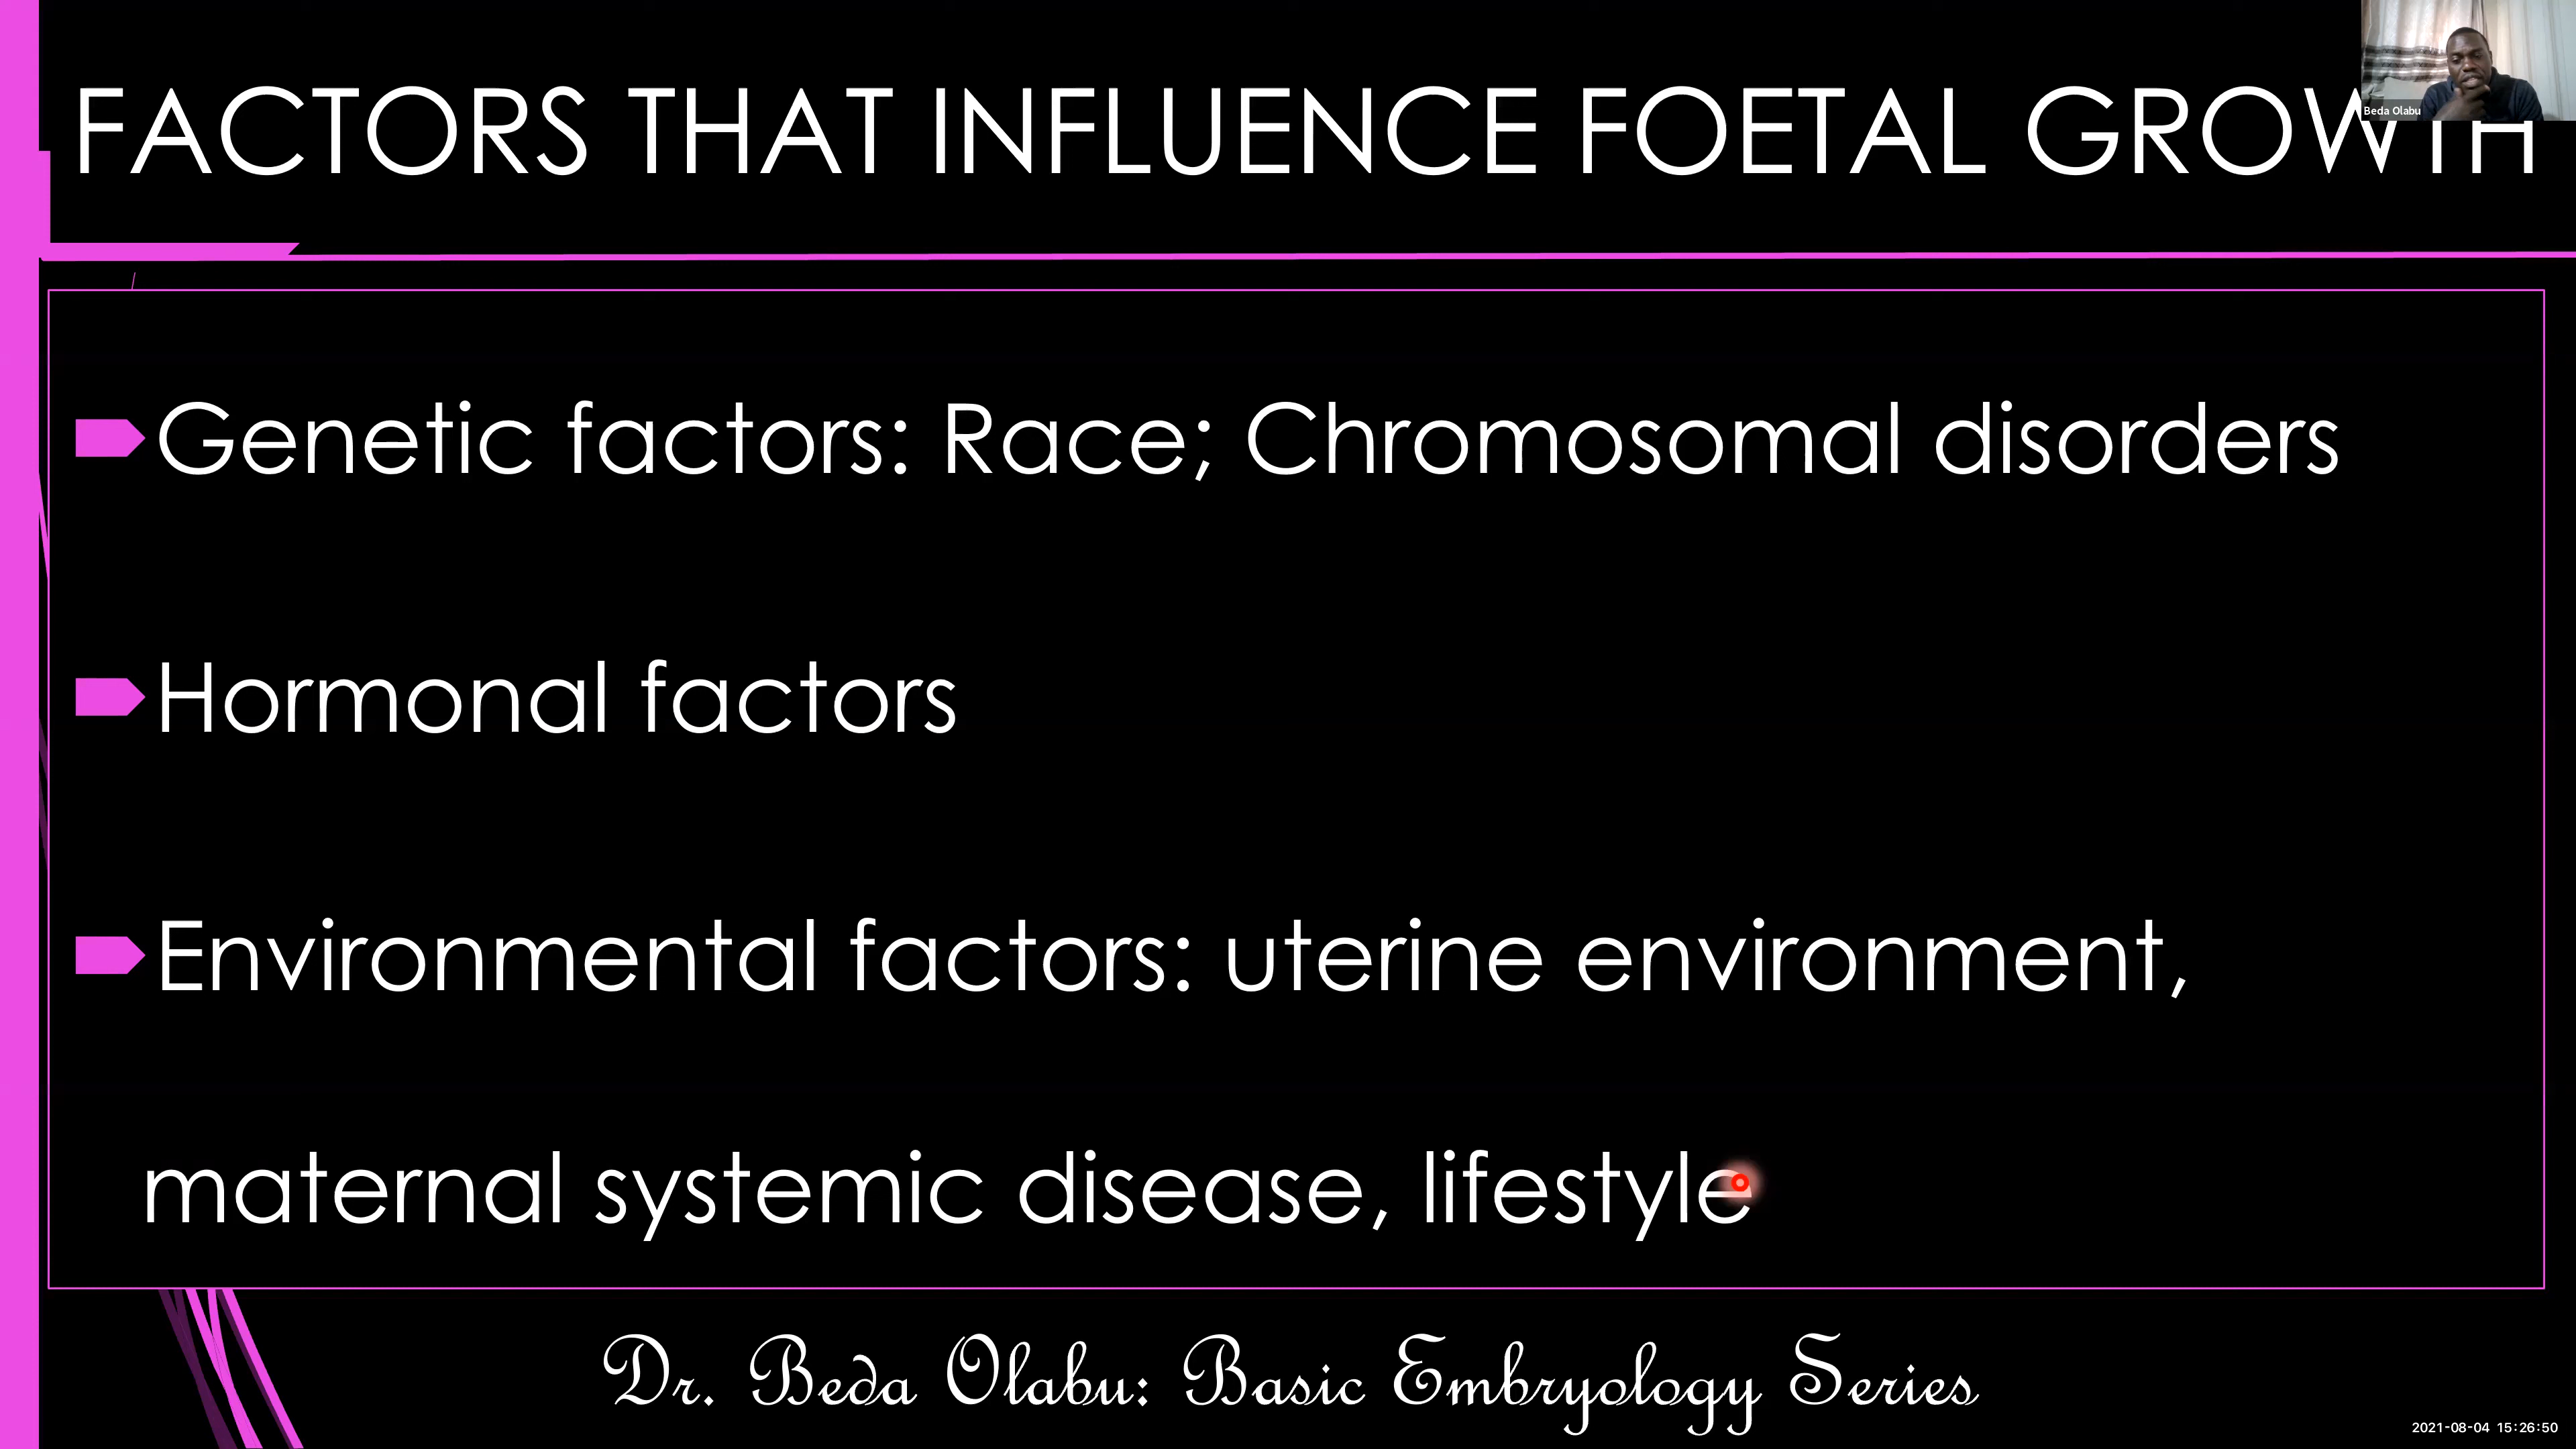 FACTORS THAT INFLUENCE FOETAL GROWTH
Beda Olabu
Genetic factors: Race; Chromosomal disorders
Hormonal factors
Environmental factors: uterine environment,
maternal systemic disease, lifestyle
Dr. Beda Olabu: Basic Embryology Series
2021-08-04 15:26:50